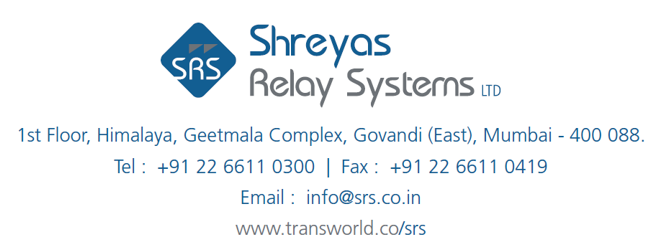 SRS
Shreyas
Relay Systems LTD
1st Floor, Himalaya, Geetmala Complex, Govandi (East), Mumbai - 400 088.
Tel : +91 22 6611 0300 | Fax : +91 22 6611 0419
Email : info@srs.co.in
www.transworld.co/srs